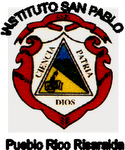 INSTITUTO SAN PABLO
CIENCIA
PATRIA
DIOS
Pueblo Rico Risaralda